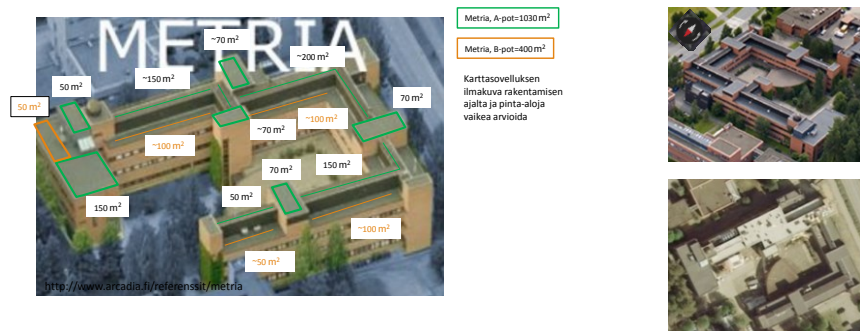 METRIA
~70 m²
~200 m²
50 m²
~150 m²
50 m²
70 m²
~100 m²
~70 m²
~100 m²
150 m²
70 m²
50 m²
150 m²
~100 m²
~50 m²
http://www.arcadia.fi/referenssit/metria
Metria, A-pot=1030 m²
Metria, B-pot=400 m²
Karttasovelluksen
ilmakuva rakentamisen
ajalta ja pinta-aloja
vaikea arvioida